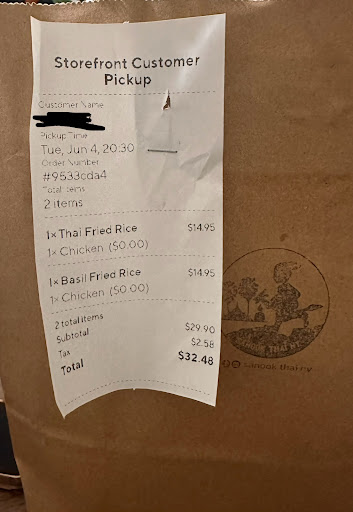 Storefront Customer
Pickup
Customer Name
Pickup Time
Tue, Jun 4, 20:30
Order Number
#9533cda4
Total Items
2 items
1x Thai Fried Rice $14.95
1x Chicken ($0.00)
1x Basil Fried Rice $14.95
1x Chicken ($0.00)
2 total items
Subtotal $29.90
Tax $2.58
Total $32.48